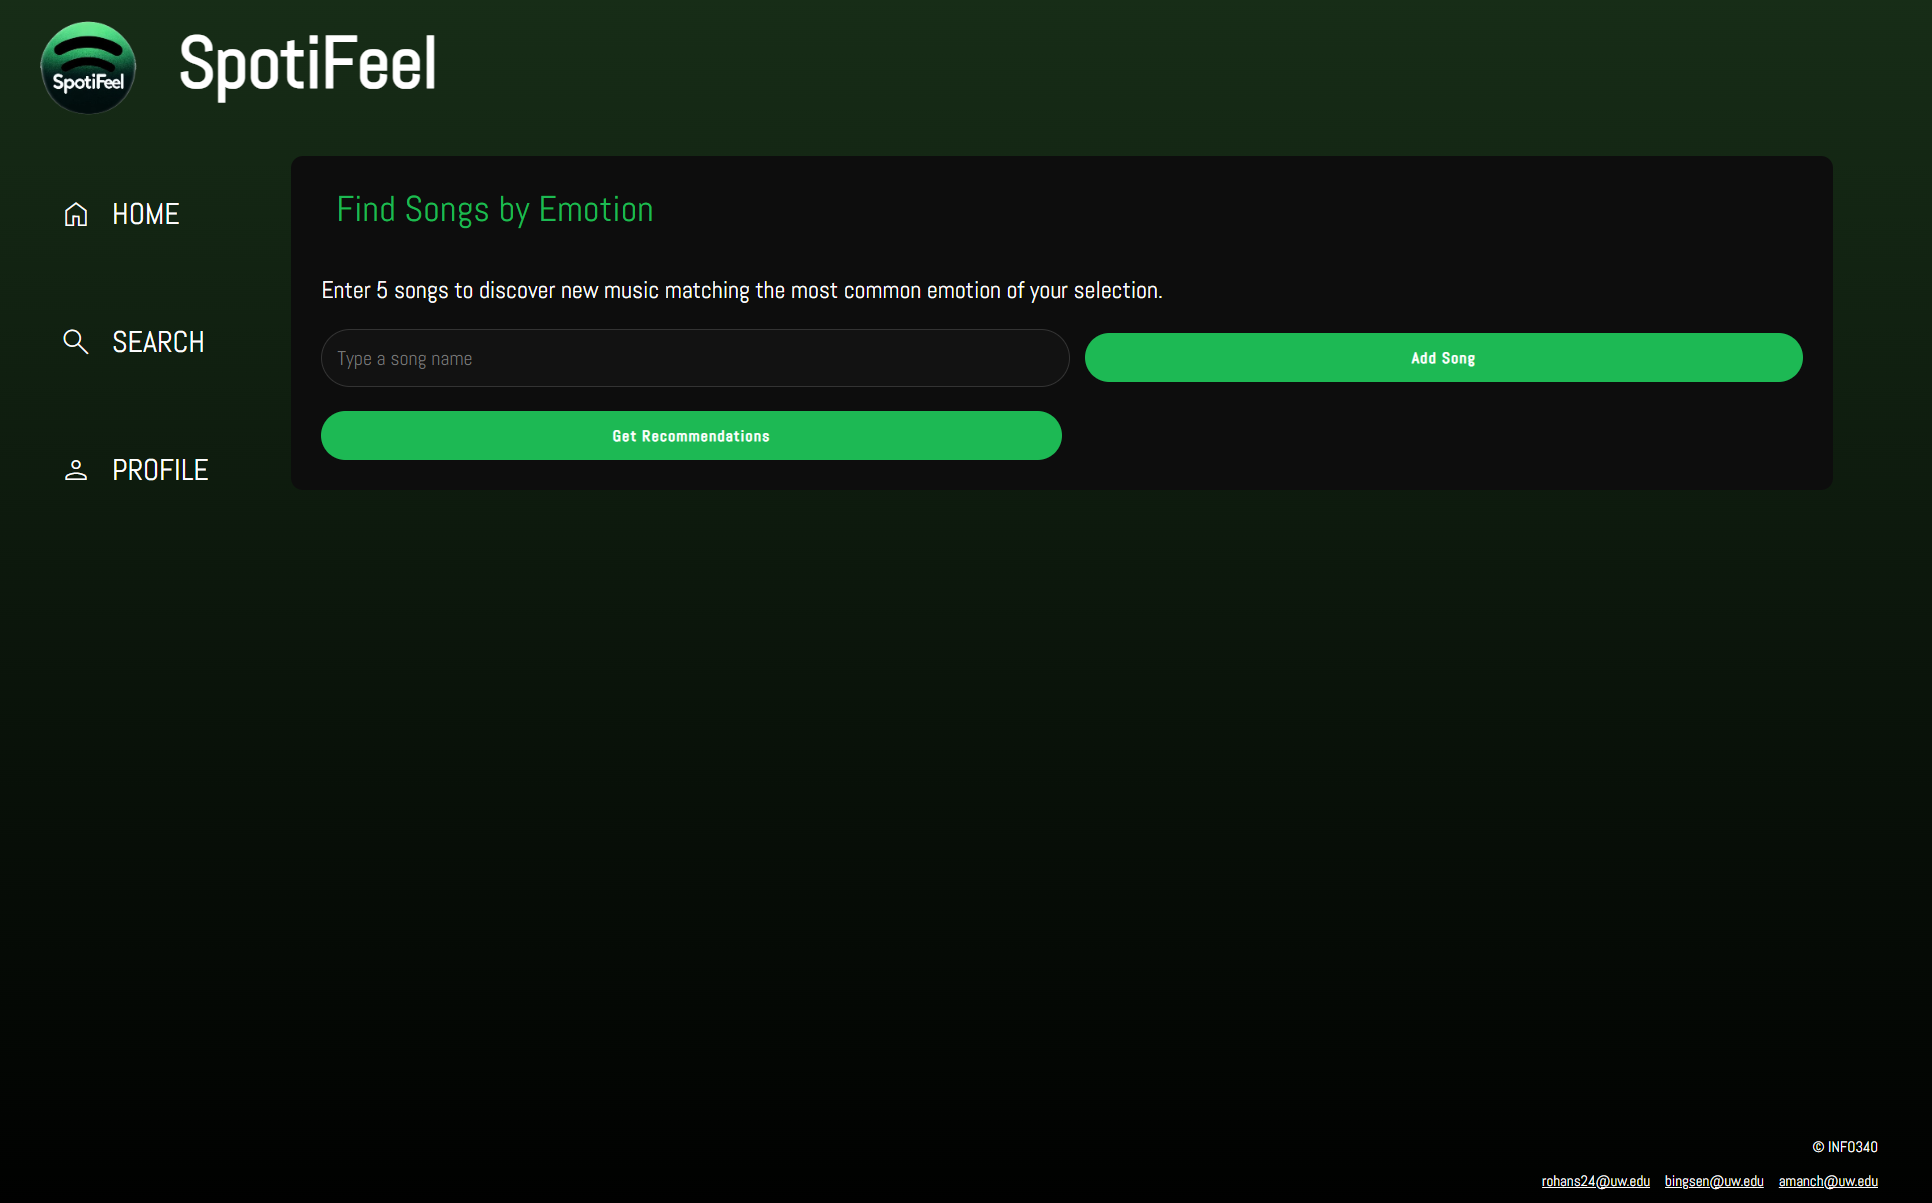 SpotiFeel
SpotiFeel
HOME
SEARCH
PROFILE
Find Songs by Emotion
Enter 5 songs to discover new music matching the most common emotion of your selection.
Type a song name
Add Song
Get Recommendations
© INFO340
rohans24@uw.edu bingsen@uw.edu amanch@uw.edu